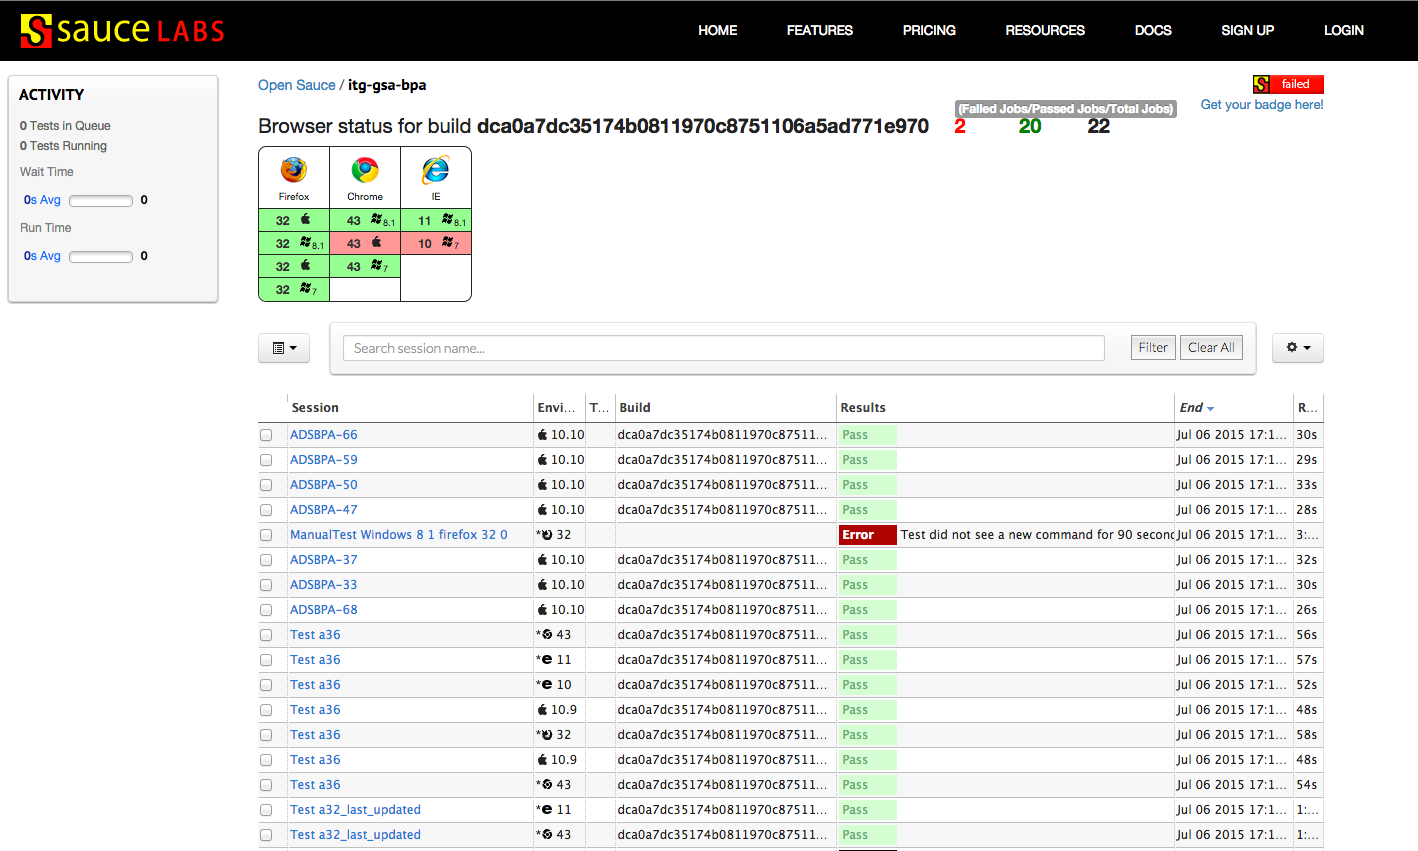 sauce LABS
HOME FEATURES PRICING RESOURCES DOCS SIGN UP LOGIN
ACTIVITY
0 Tests in Queue
0 Tests Running
Wait Time
0s Avg 0
Run Time
0s Avg 0
Open Sauce / itg-gsa-bpa
failed
Get your badge here!
(Failed Jobs/Passed Jobs/Total Jobs)
Browser status for build dca0a7dc35174b0811970c8751106a5ad771e970 2 20 22
Firefox Chrome IE
32 43 8.1 11 8.1
32 8.1 43 10 7
32 43 7
32 7
Search session name... Filter Clear All
Session Envi... T... Build Results End R...
ADSBPA-66 10.10 dca0a7dc35174b0811970c87511... Pass Jul 06 2015 17:1... 30s
ADSBPA-59 10.10 dca0a7dc35174b0811970c87511... Pass Jul 06 2015 17:1... 29s
ADSBPA-50 10.10 dca0a7dc35174b0811970c87511... Pass Jul 06 2015 17:1... 33s
ADSBPA-47 10.10 dca0a7dc35174b0811970c87511... Pass Jul 06 2015 17:1... 28s
ManualTest Windows 8 1 firefox 32 0 * 32 Error Test did not see a new command for 90 second Jul 06 2015 17:1... 3:...
ADSBPA-37 10.10 dca0a7dc35174b0811970c87511... Pass Jul 06 2015 17:1... 32s
ADSBPA-33 10.10 dca0a7dc35174b0811970c87511... Pass Jul 06 2015 17:1... 30s
ADSBPA-68 10.10 dca0a7dc35174b0811970c87511... Pass Jul 06 2015 17:1... 26s
Test a36 * 43 dca0a7dc35174b0811970c87511... Pass Jul 06 2015 17:1... 56s
Test a36 * 11 dca0a7dc35174b0811970c87511... Pass Jul 06 2015 17:1... 57s
Test a36 * 10 dca0a7dc35174b0811970c87511... Pass Jul 06 2015 17:1... 52s
Test a36 10.9 dca0a7dc35174b0811970c87511... Pass Jul 06 2015 17:1... 48s
Test a36 * 32 dca0a7dc35174b0811970c87511... Pass Jul 06 2015 17:1... 58s
Test a36 10.9 dca0a7dc35174b0811970c87511... Pass Jul 06 2015 17:1... 48s
Test a36 * 43 dca0a7dc35174b0811970c87511... Pass Jul 06 2015 17:1... 54s
Test a32_last_updated * 11 dca0a7dc35174b0811970c87511... Pass Jul 06 2015 17:1... 1:...
Test a32_last_updated * 43 dca0a7dc35174b0811970c87511... Pass Jul 06 2015 17:1... 1:...